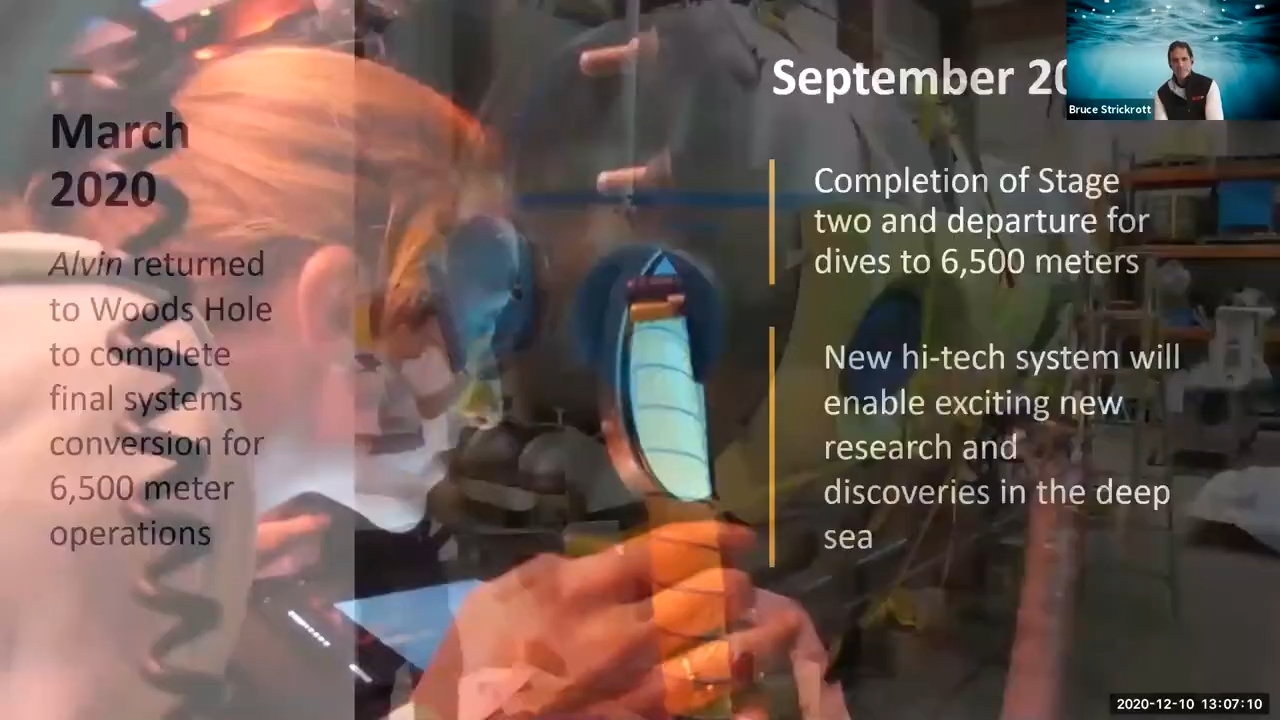 March
2020
Alvin returned
to Woods Hole
to complete
final systems
conversion for
6,500 meter
operations
September 20
Completion of Stage
two and departure for
dives to 6,500 meters
New hi-tech system will
enable exciting new
research and
discoveries in the deep
sea
Bruce Strickrott
2020-12-10 13:07:10